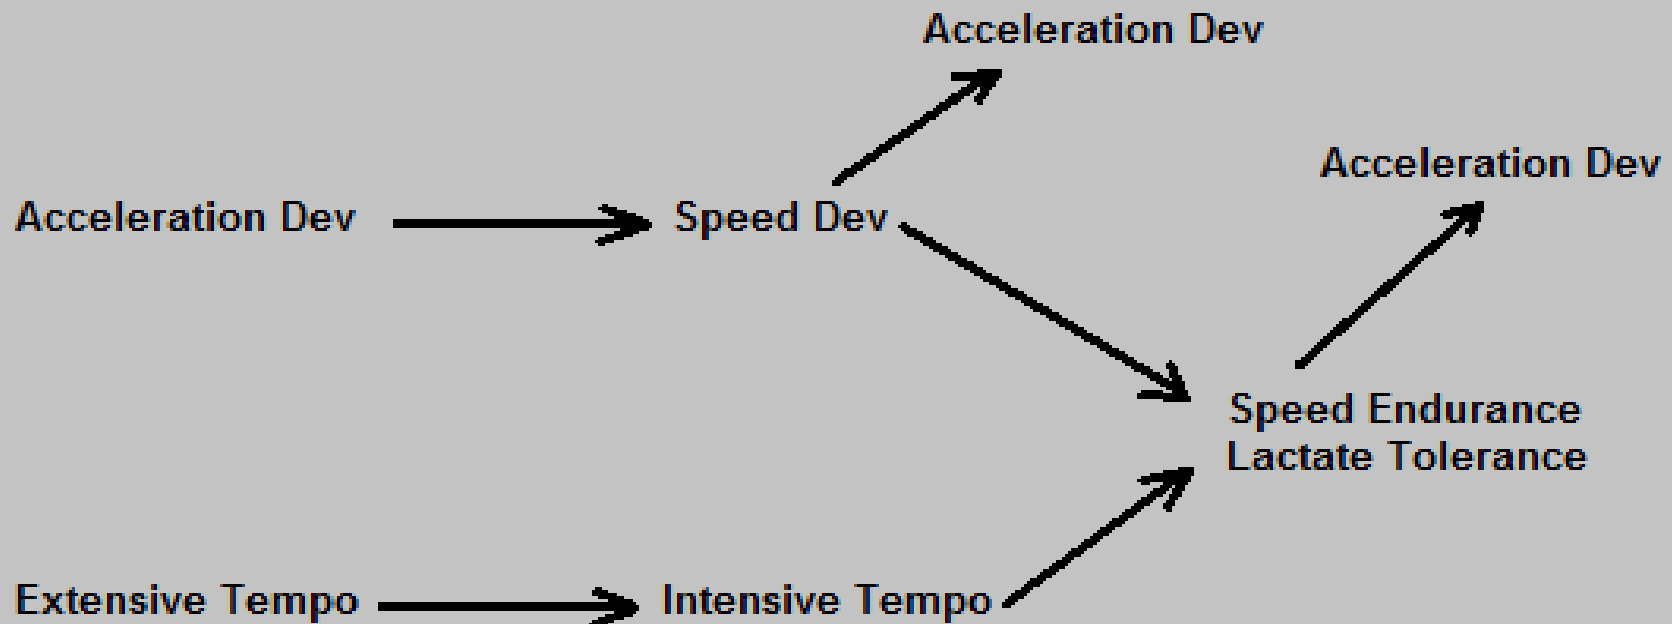 Acceleration Dev
Acceleration Dev
Acceleration Dev
Speed Dev
Speed Endurance
Lactate Tolerance
Extensive Tempo
Intensive Tempo